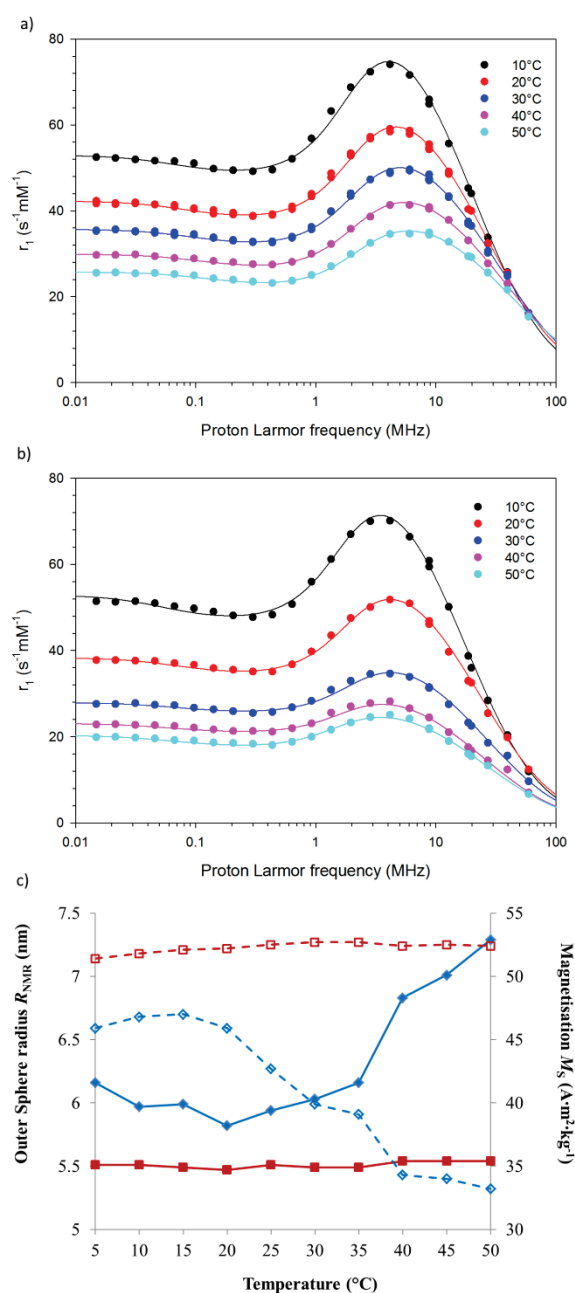 a)
80
60
40
20
0
r₁ (s⁻¹mM⁻¹)
10°C
20°C
30°C
40°C
50°C
0.01 0.1 1 10 100
Proton Larmor frequency (MHz)
b)
80
60
40
20
0
r₁ (s⁻¹mM⁻¹)
10°C
20°C
30°C
40°C
50°C
0.01 0.1 1 10 100
Proton Larmor frequency (MHz)
c)
7.5
7
6.5
6
5.5
5
Outer Sphere radius R_NMR (nm)
55
50
45
40
35
30
Magnetisation M_S (A·m²·kg⁻¹)
5 10 15 20 25 30 35 40 45 50
Temperature (°C)